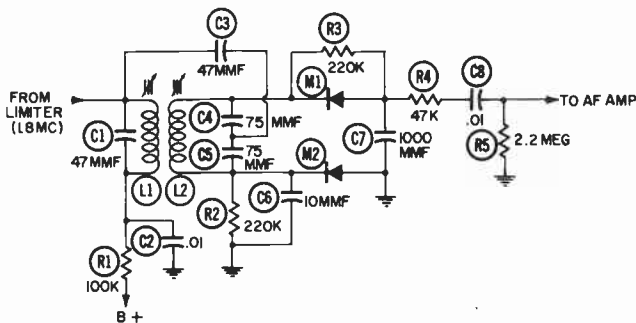 C3
47MMF
R3
220K
M1
R4
47K
C8
.01
TO AF AMP
FROM
LIMITER
(1.8MC)
C1
47MMF
C4
75 MMF
C5
75
MMF
C7
1000
MMF
R5
2.2 MEG
M2
L1
L2
R2
220K
C6
10MMF
C2
.01
R1
100K
B +